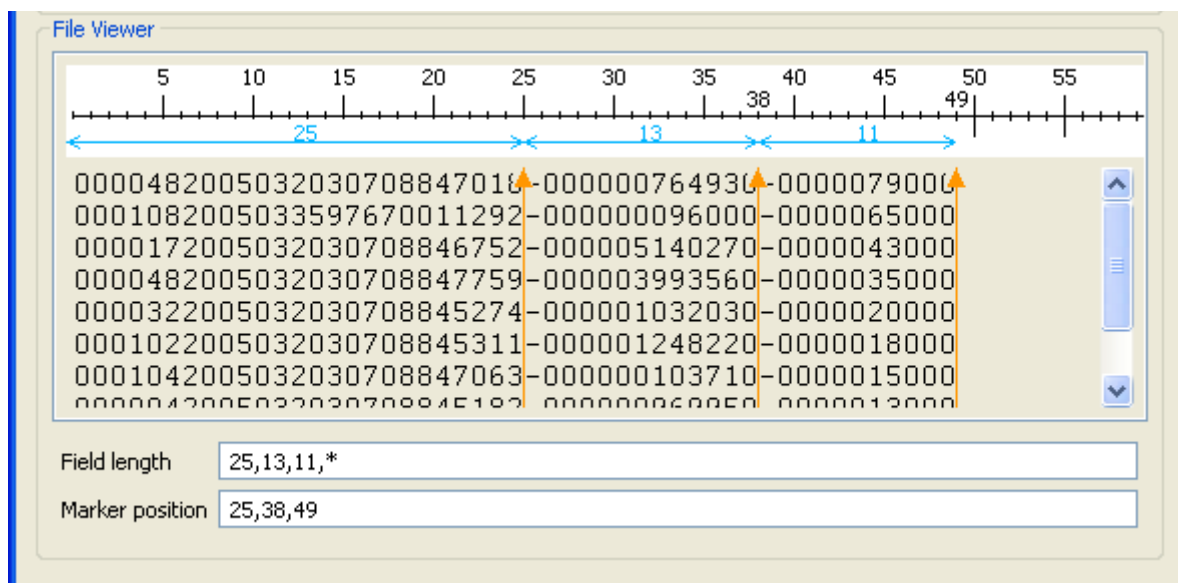 File Viewer
5 10 15 20 25 30 35 40 45 50 55
38 49
25 13 11
0000482005032030708847018-000000764930-0000079000
0001082005033597670011292-000000096000-0000065000
0000172005032030708846752-000005140270-0000043000
0000482005032030708847759-000003993560-0000035000
0000322005032030708845274-000001032030-0000020000
0001022005032030708845311-000001248220-0000018000
0001042005032030708847063-000000103710-0000015000
Field length 25,13,11,*
Marker position 25,38,49